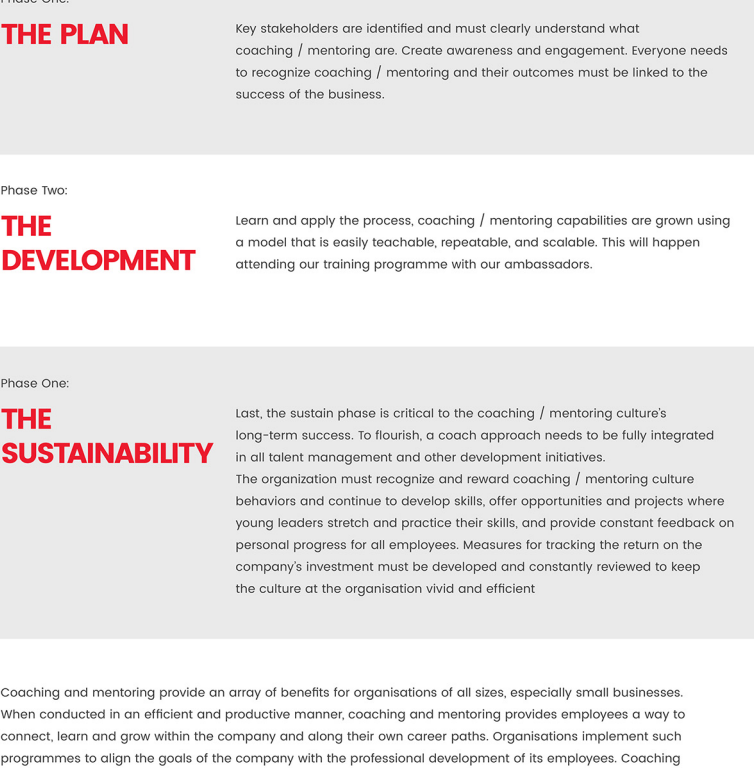 Phase One:
THE PLAN
Key stakeholders are identified and must clearly understand what
coaching / mentoring are. Create awareness and engagement. Everyone needs
to recognize coaching / mentoring and their outcomes must be linked to the
success of the business.
Phase Two:
THE
DEVELOPMENT
Learn and apply the process, coaching / mentoring capabilities are grown using
a model that is easily teachable, repeatable, and scalable. This will happen
attending our training programme with our ambassadors.
Phase One:
THE
SUSTAINABILITY
Last, the sustain phase is critical to the coaching / mentoring culture's
long-term success. To flourish, a coach approach needs to be fully integrated
in all talent management and other development initiatives.
The organization must recognize and reward coaching / mentoring culture
behaviors and continue to develop skills, offer opportunities and projects where
young leaders stretch and practice their skills, and provide constant feedback on
personal progress for all employees. Measures for tracking the return on the
company's investment must be developed and constantly reviewed to keep
the culture at the organisation vivid and efficient
Coaching and mentoring provide an array of benefits for organisations of all sizes, especially small businesses.
When conducted in an efficient and productive manner, coaching and mentoring provides employees a way to
connect, learn and grow within the company and along their own career paths. Organisations implement such
programmes to align the goals of the company with the professional development of its employees. Coaching